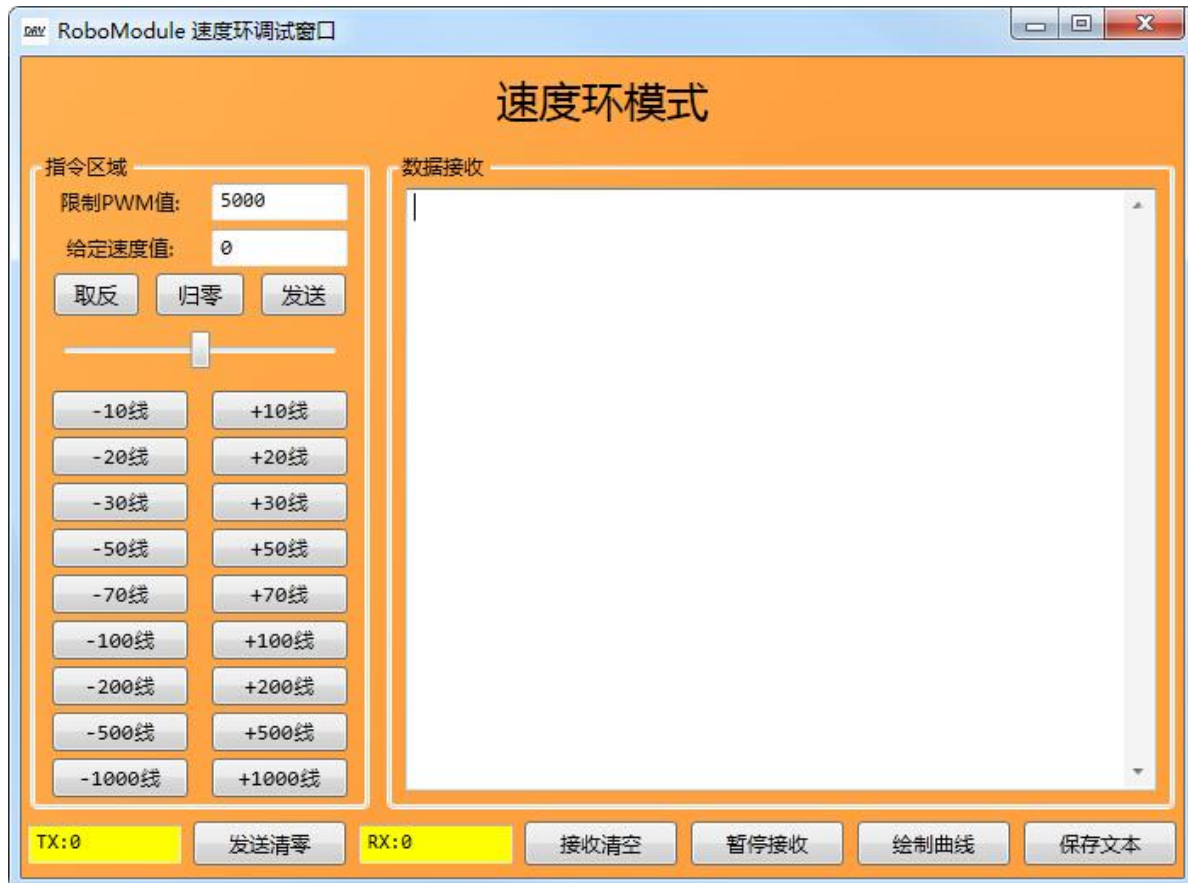 DRV RoboModule 速度环调试窗口
速度环模式
指令区域
限制PWM值: 5000
给定速度值: 0
取反 归零 发送
-10线 +10线
-20线 +20线
-30线 +30线
-50线 +50线
-70线 +70线
-100线 +100线
-200线 +200线
-500线 +500线
-1000线 +1000线
数据接收
TX:0 发送清零 RX:0 接收清空 暂停接收 绘制曲线 保存文本